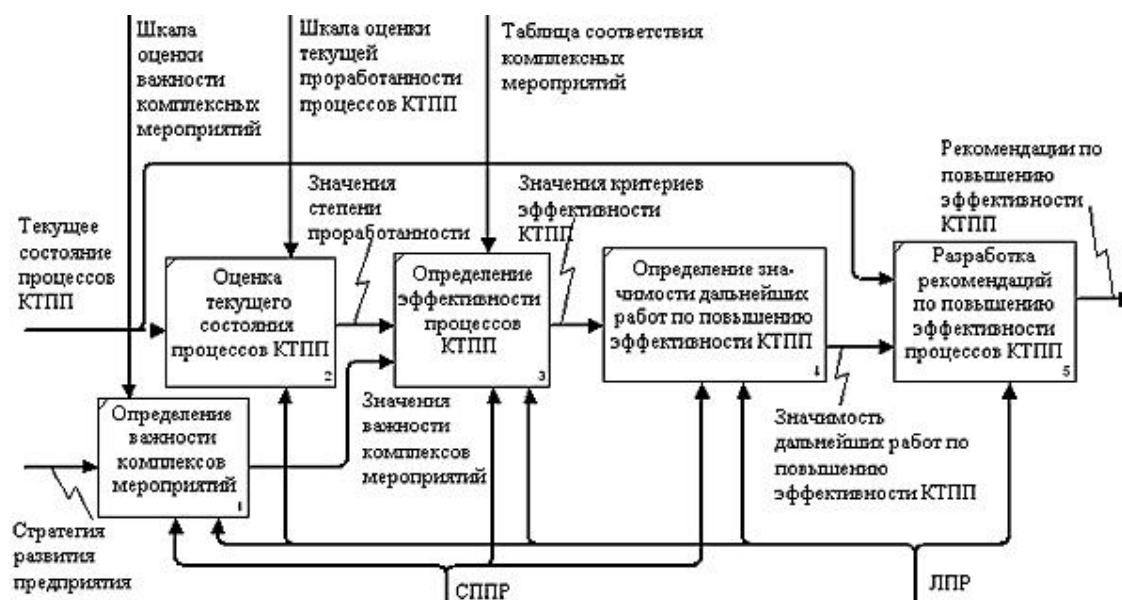 Шкала
оценки
важности
комплексных
мероприятий
Шкала оценки
текущей
проработанности
процессов КТПП
Таблица соответствия
комплексных
мероприятий
Рекомендации по
повышению
эффективности
КТПП
Текущее
состояние
процессов
КТПП
Значения
степени
проработанности
Значения критериев
эффективности
КТПП
Оценка
текущего
состояния
процессов КТПП
2
Определение
эффективности
процессов
КТПП
3
Определение зна-
чимости дальнейших
работ по повышению
эффективности КТПП
4
Разработка
рекомендаций
по повышению
эффективности
процессов КТПП
5
Определение
важности
комплексов
мероприятий
1
Значения
важности
комплексов
мероприятий
Значимость
дальнейших работ по
повышению
эффективности КТПП
Стратегия
развития
предприятия
СППР
ЛПР